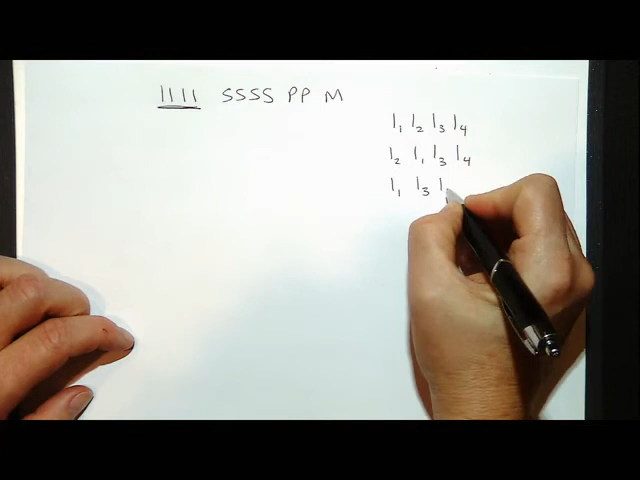 IIII SSSS PP M
I₁ I₂ I₃ I₄
I₂ I₁ I₃ I₄
I₁ I₃ I